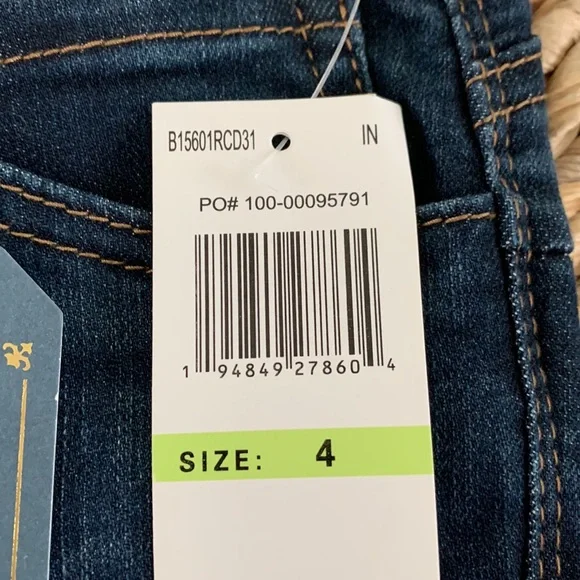 B15601RCD31 IN
PO# 100-00095791
1 94849 27860 4
SIZE: 4